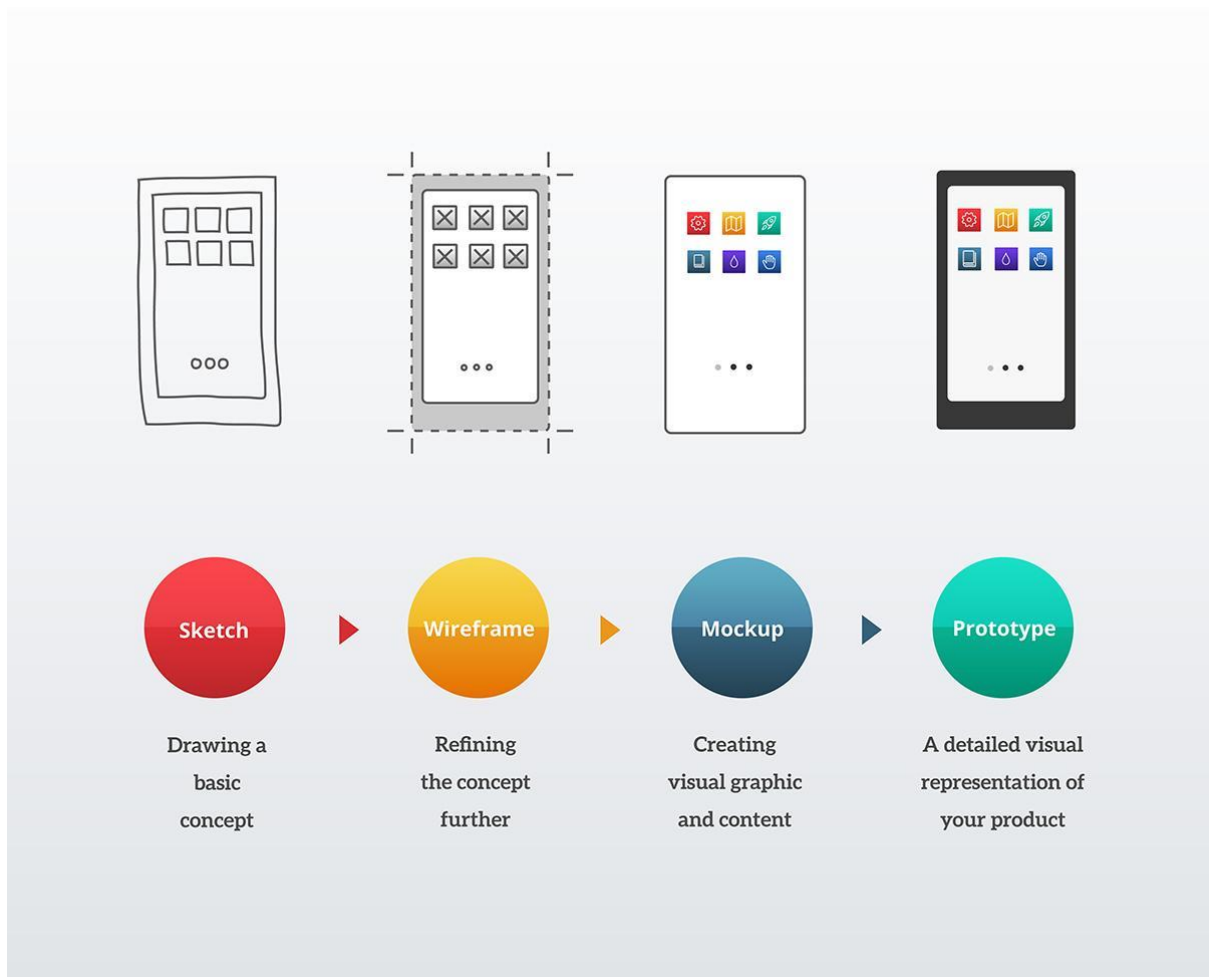 Sketch
Wireframe
Mockup
Prototype
Drawing a
basic
concept
Refining
the concept
further
Creating
visual graphic
and content
A detailed visual
representation of
your product